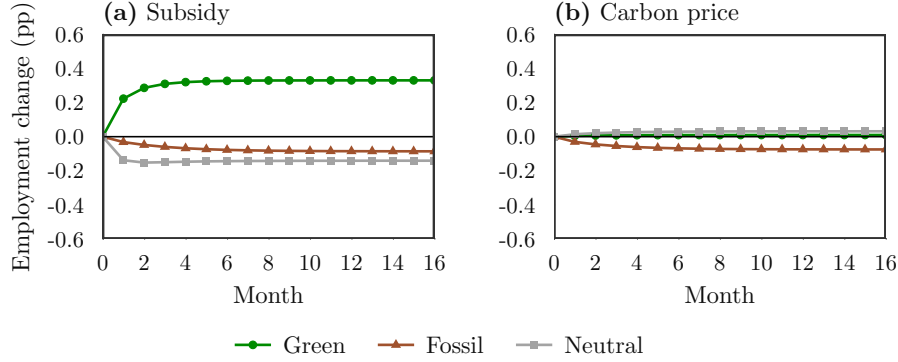 (a) Subsidy
(b) Carbon price
Employment change (pp)
0.6
0.4
0.2
0.0
-0.2
-0.4
-0.6
0 2 4 6 8 10 12 14 16
Month
0.6
0.4
0.2
0.0
-0.2
-0.4
-0.6
0 2 4 6 8 10 12 14 16
Month
Green Fossil Neutral